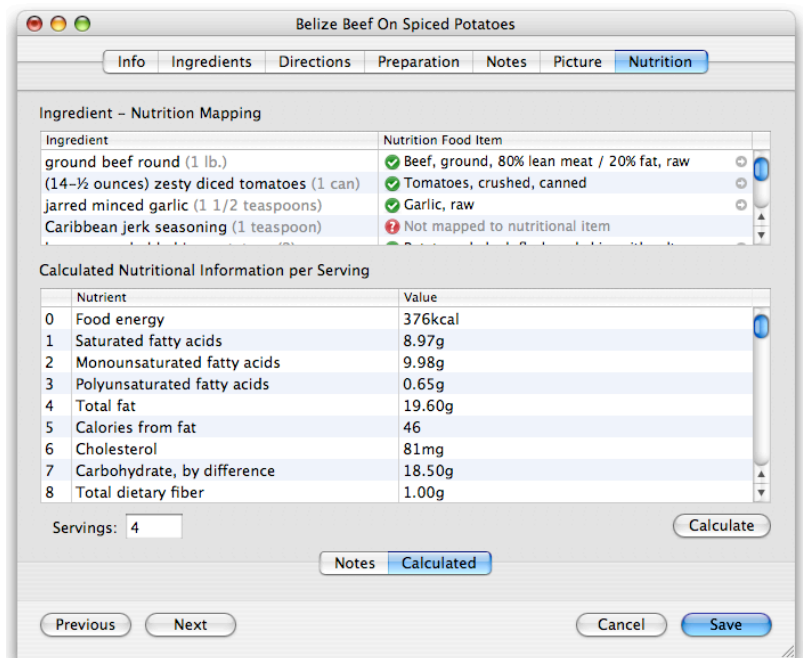 Belize Beef On Spiced Potatoes
Info Ingredients Directions Preparation Notes Picture Nutrition
Ingredient – Nutrition Mapping
Ingredient Nutrition Food Item
ground beef round (1 lb.) Beef, ground, 80% lean meat / 20% fat, raw
(14–½ ounces) zesty diced tomatoes (1 can) Tomatoes, crushed, canned
jarred minced garlic (1 1/2 teaspoons) Garlic, raw
Caribbean jerk seasoning (1 teaspoon) Not mapped to nutritional item
Calculated Nutritional Information per Serving
Nutrient Value
0 Food energy 376kcal
1 Saturated fatty acids 8.97g
2 Monounsaturated fatty acids 9.98g
3 Polyunsaturated fatty acids 0.65g
4 Total fat 19.60g
5 Calories from fat 46
6 Cholesterol 81mg
7 Carbohydrate, by difference 18.50g
8 Total dietary fiber 1.00g
Servings: 4 Calculate
Notes Calculated
Previous Next Cancel Save